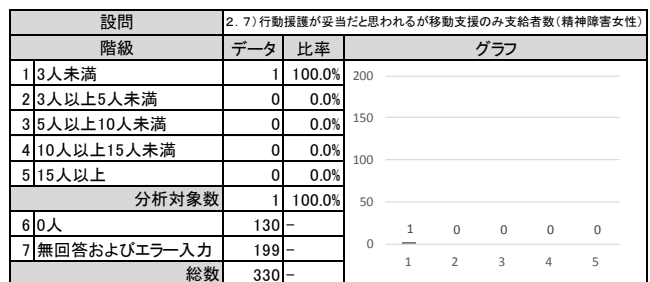 設問 2．7）行動援護が妥当だと思われるが移動支援のみ支給者数（精神障害女性）
階級 データ 比率 グラフ
1 3人未満 1 100.0%
2 3人以上5人未満 0 0.0%
3 5人以上10人未満 0 0.0%
4 10人以上15人未満 0 0.0%
5 15人以上 0 0.0%
分析対象数 1 100.0%
6 0人 130 －
7 無回答およびエラー入力 199 －
総数 330 －
200
150
100
50
0
1 0 0 0 0
1 2 3 4 5